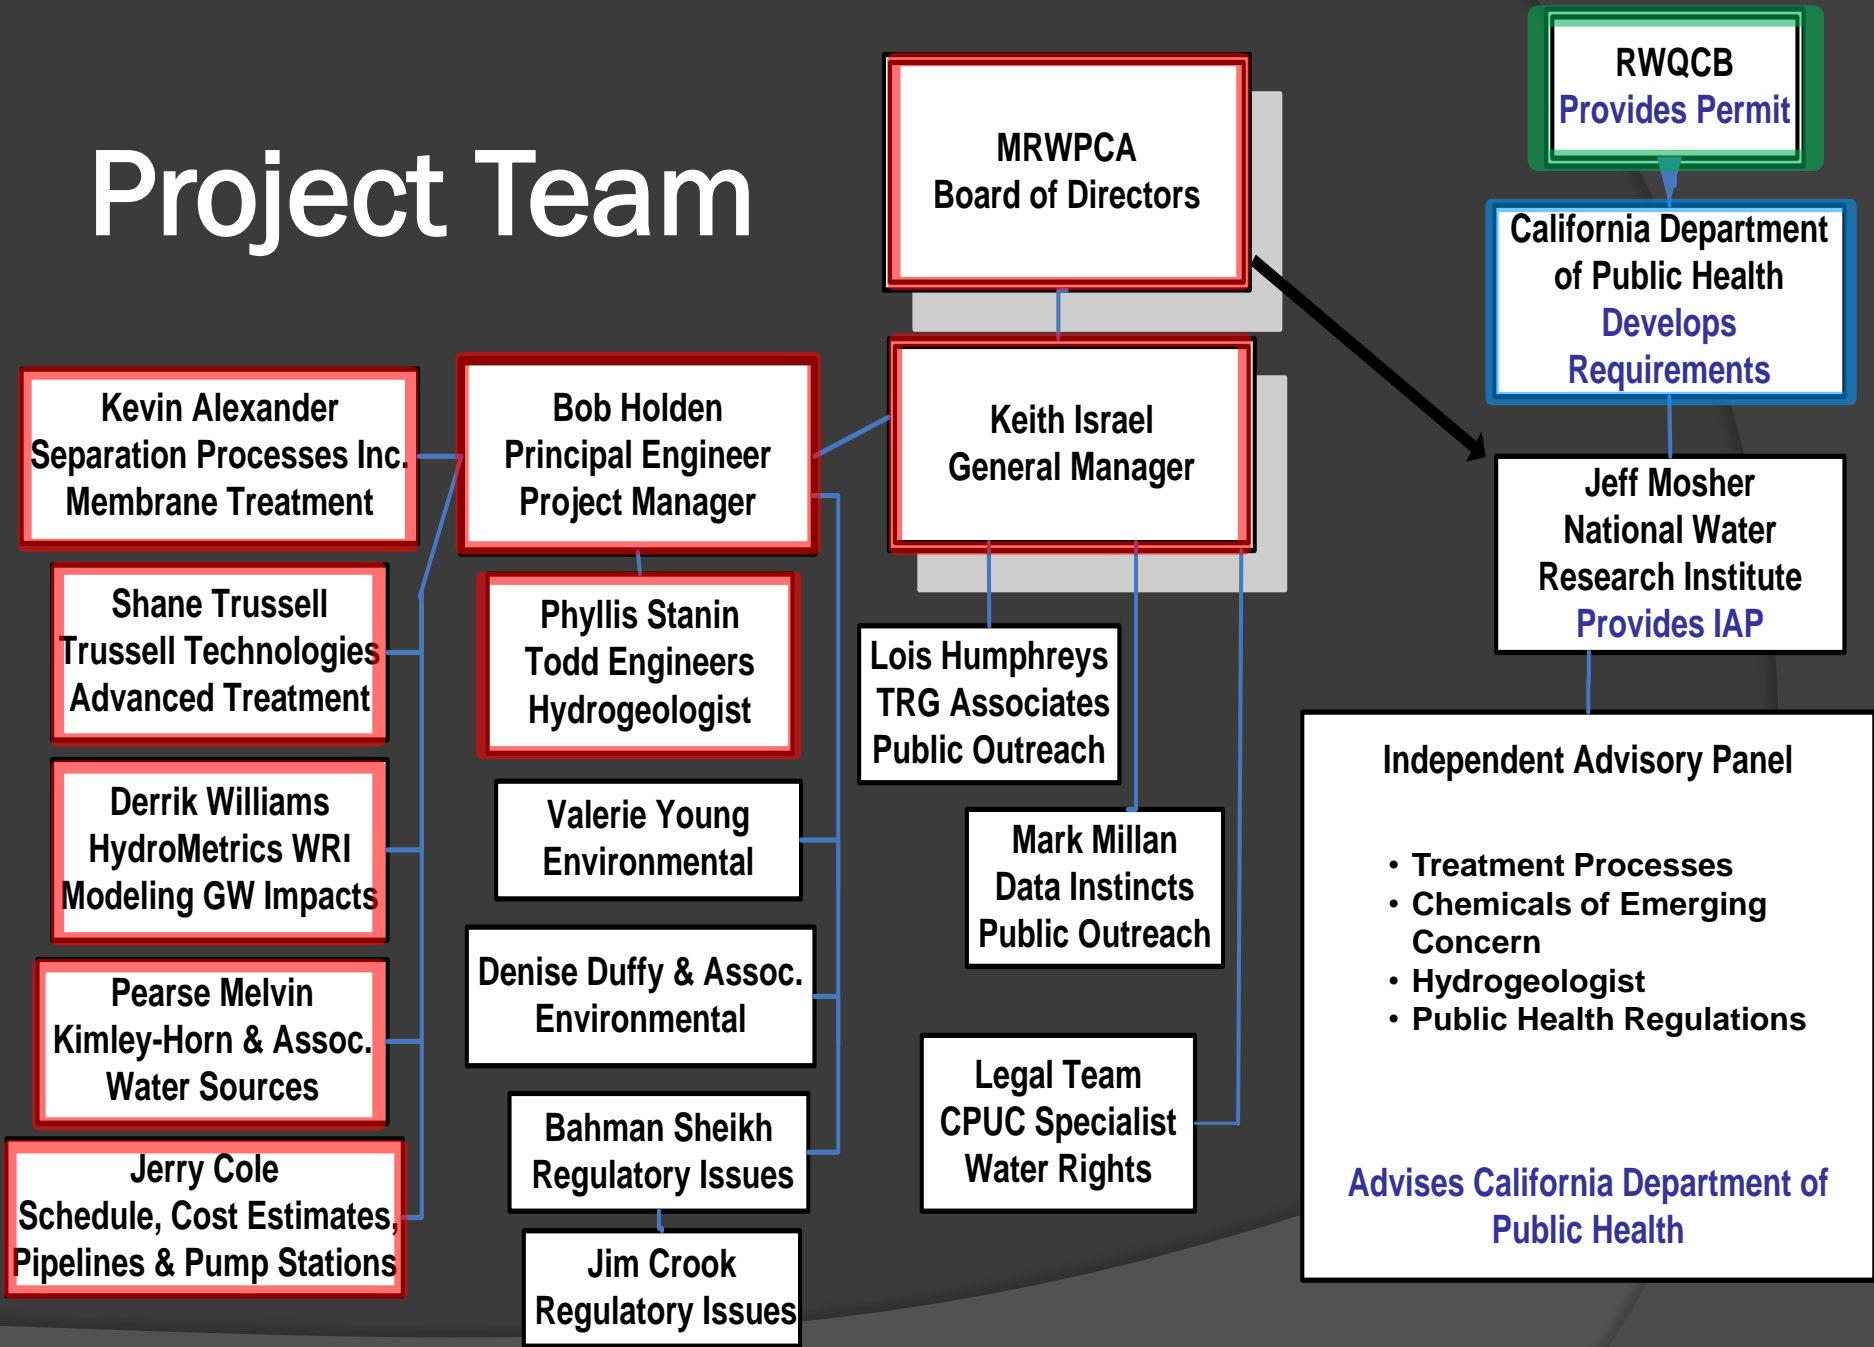 Project Team
MRWPCA
Board of Directors
RWQCB
Provides Permit
California Department
of Public Health
Develops
Requirements
Keith Israel
General Manager
Bob Holden
Principal Engineer
Project Manager
Kevin Alexander
Separation Processes Inc.
Membrane Treatment
Shane Trussell
Trussell Technologies
Advanced Treatment
Derrik Williams
HydroMetrics WRI
Modeling GW Impacts
Pearse Melvin
Kimley-Horn & Assoc.
Water Sources
Jerry Cole
Schedule, Cost Estimates,
Pipelines & Pump Stations
Phyllis Stanin
Todd Engineers
Hydrogeologist
Valerie Young
Environmental
Denise Duffy & Assoc.
Environmental
Bahman Sheikh
Regulatory Issues
Jim Crook
Regulatory Issues
Lois Humphreys
TRG Associates
Public Outreach
Mark Millan
Data Instincts
Public Outreach
Legal Team
CPUC Specialist
Water Rights
Jeff Mosher
National Water
Research Institute
Provides IAP
Independent Advisory Panel
• Treatment Processes
• Chemicals of Emerging
Concern
• Hydrogeologist
• Public Health Regulations
Advises California Department of
Public Health